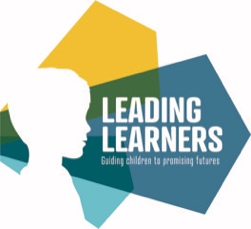 LEADING
LEARNERS
Guiding children to promising futures